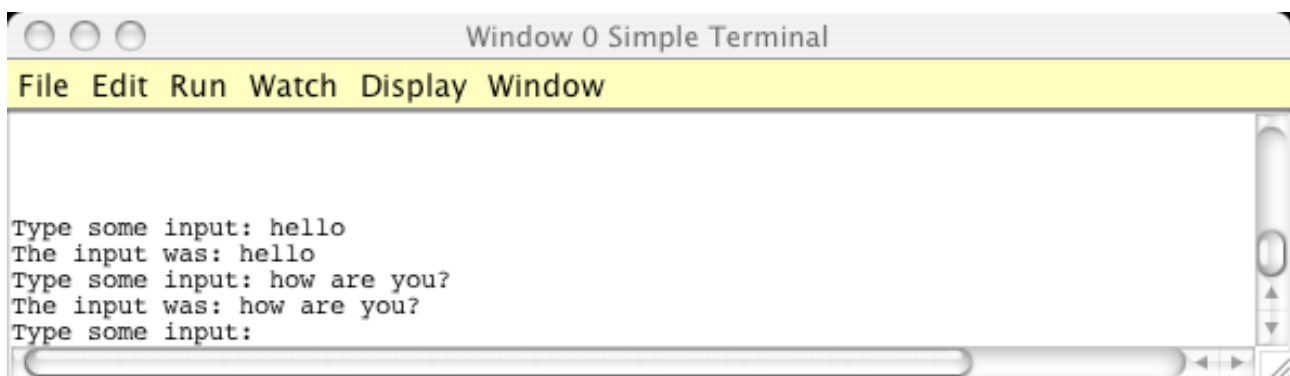 Window 0 Simple Terminal
File Edit Run Watch Display Window
Type some input: hello
The input was: hello
Type some input: how are you?
The input was: how are you?
Type some input: